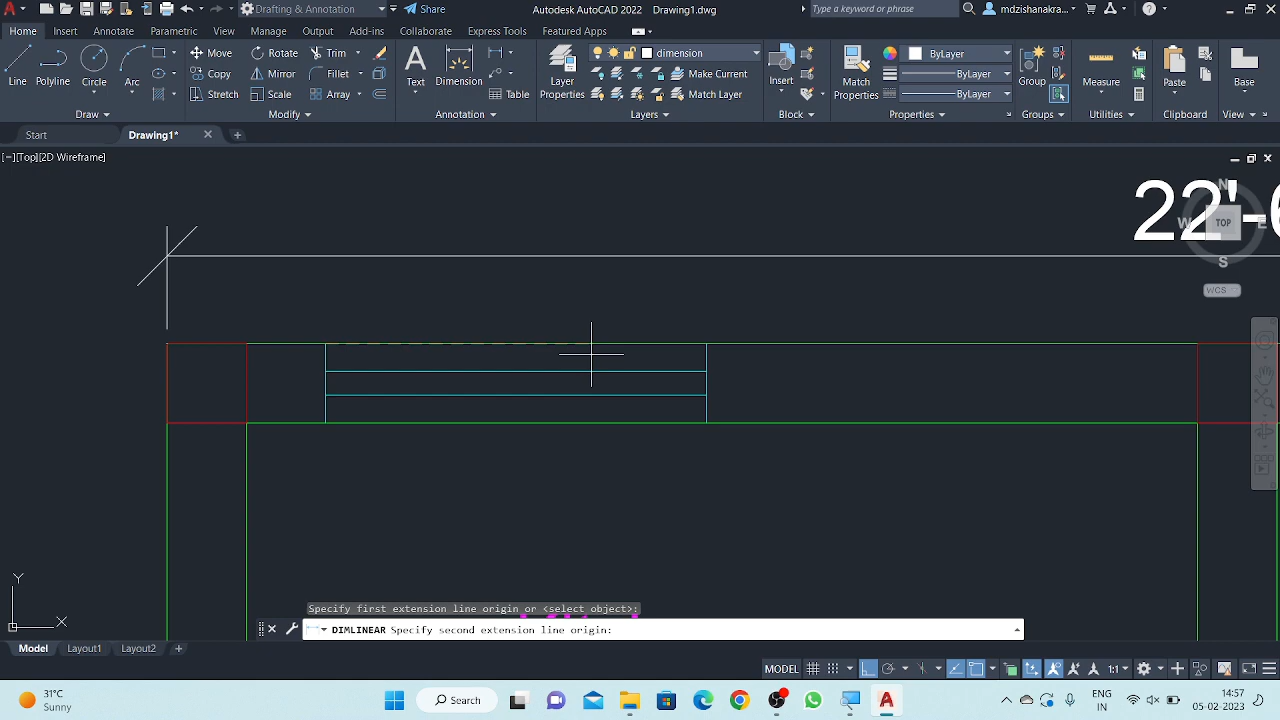 Drafting & Annotation
Share
Autodesk AutoCAD 2022 Drawing1.dwg
Type a keyword or phrase
mdzishanakra...
Home Insert Annotate Parametric View Manage Output Add-ins Collaborate Express Tools Featured Apps
Line Polyline Circle Arc
Move Rotate Trim
Copy Mirror Fillet
Stretch Scale Array
Text Dimension Table
Layer Properties
dimension
Make Current
Match Layer
Insert
Match Properties
ByLayer
ByLayer
ByLayer
Group Measure Paste Base
Draw Modify Annotation Layers Block Properties Groups Utilities Clipboard View
Start Drawing1*
[−][Top][2D Wireframe]
22'-6
N
W TOP E
S
WCS
Y
X
Specify first extension line origin or <select object>:
DIMLINEAR Specify second extension line origin:
Model Layout1 Layout2
MODEL 1:1
31°C
Sunny
Search
ENG
IN
14:57
05-02-2023